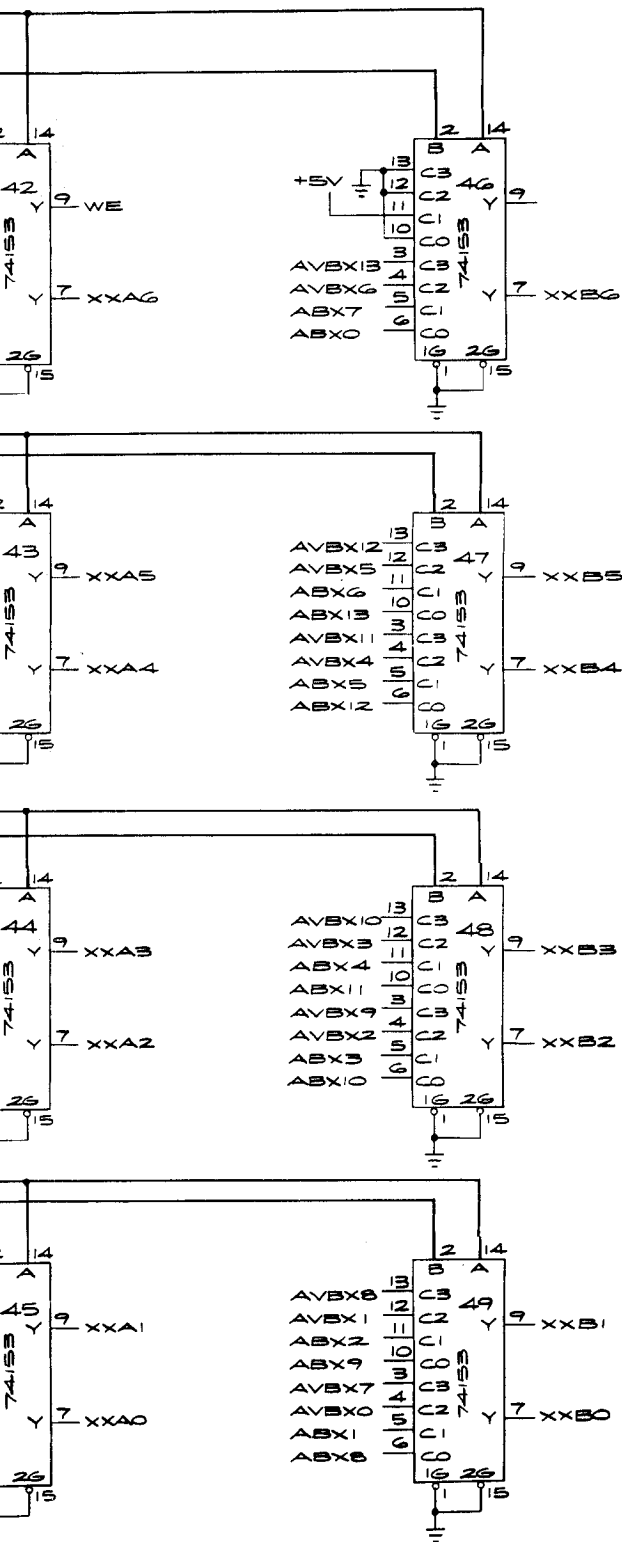 2 14 2 14
A B A
42 Y 9 WE
74153
Y 7 XXA6
2G
15
+5V
13 C3 46
12 C2 Y 9
11 C1
10 C0 74153
AVBX13 3 C3
AVBX6 4 C2 Y 7 XXB6
ABX7 5 C1
ABX0 6 C0
1G 2G
1 15
2 14 2 14
A B A
43 Y 9 XXA5
74153
Y 7 XXA4
2G
15
AVBX12 13 C3 47
AVBX5 12 C2 Y 9 XXB5
ABX6 11 C1
ABX13 10 C0 74153
AVBX11 3 C3
AVBX4 4 C2 Y 7 XXB4
ABX5 5 C1
ABX12 6 C0
1G 2G
1 15
14 2 14
A B A
44 Y 9 XXA3
74153
Y 7 XXA2
2G
15
AVBX10 13 C3 48
AVBX3 12 C2 Y 9 XXB3
ABX4 11 C1
ABX11 10 C0 74153
AVBX9 3 C3
AVBX2 4 C2 Y 7 XXB2
ABX3 5 C1
ABX10 6 C0
1G 2G
1 15
2 14 2 14
A B A
45 Y 9 XXA1
74153
Y 7 XXA0
2G
15
AVBX8 13 C3 49
AVBX1 12 C2 Y 9 XXB1
ABX2 11 C1
ABX9 10 C0 74153
AVBX7 3 C3
AVBX0 4 C2 Y 7 XXB0
ABX1 5 C1
ABX8 6 C0
1G 2G
1 15